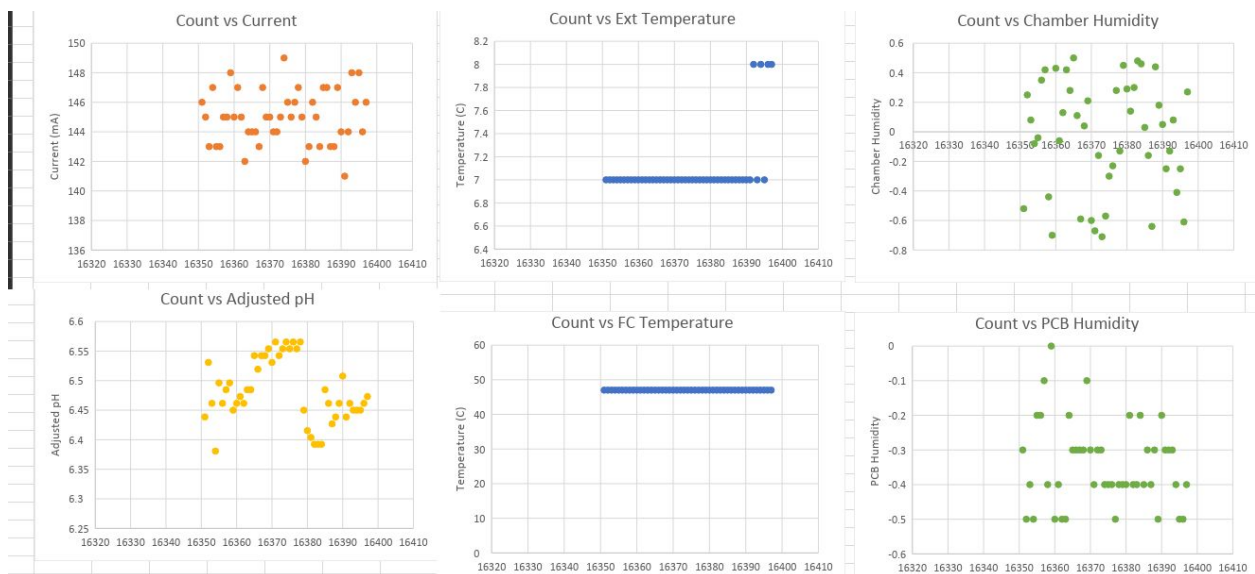 Count vs Current
150
148
146
144
142
140
138
136
Current (mA)
16320 16330 16340 16350 16360 16370 16380 16390 16400 16410
Count vs Ext Temperature
8.2
8
7.8
7.6
7.4
7.2
7
6.8
6.6
6.4
Temperature (C)
16320 16330 16340 16350 16360 16370 16380 16390 16400 16410
Count vs Chamber Humidity
0.6
0.4
0.2
0
-0.2
-0.4
-0.6
-0.8
Chamber Humidity
16320 16330 16340 16350 16360 16370 16380 16390 16400 16410
Count vs Adjusted pH
6.6
6.55
6.5
6.45
6.4
6.35
6.3
6.25
Adjusted pH
16320 16330 16340 16350 16360 16370 16380 16390 16400 16410
Count vs FC Temperature
60
50
40
30
20
10
0
Temperature (C)
16320 16330 16340 16350 16360 16370 16380 16390 16400 16410
Count vs PCB Humidity
0
-0.1
-0.2
-0.3
-0.4
-0.5
-0.6
PCB Humidity
16320 16330 16340 16350 16360 16370 16380 16390 16400 16410